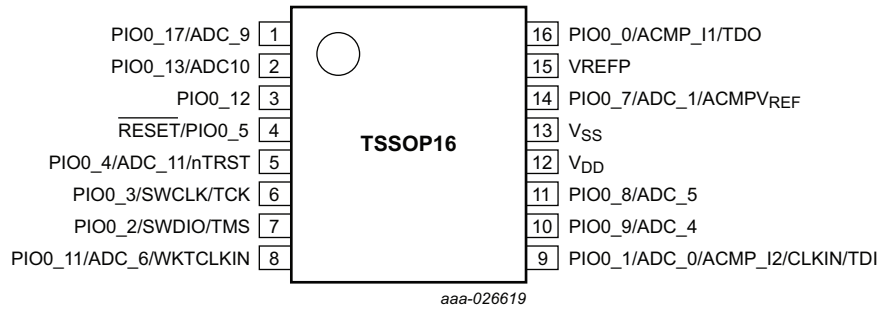 PIO0_17/ADC_9 1
PIO0_13/ADC10 2
PIO0_12 3
RESET/PIO0_5 4
PIO0_4/ADC_11/nTRST 5
PIO0_3/SWCLK/TCK 6
PIO0_2/SWDIO/TMS 7
PIO0_11/ADC_6/WKTCLKIN 8
TSSOP16
16 PIO0_0/ACMP_I1/TDO
15 VREFP
14 PIO0_7/ADC_1/ACMPVREF
13 VSS
12 VDD
11 PIO0_8/ADC_5
10 PIO0_9/ADC_4
9 PIO0_1/ADC_0/ACMP_I2/CLKIN/TDI
aaa-026619